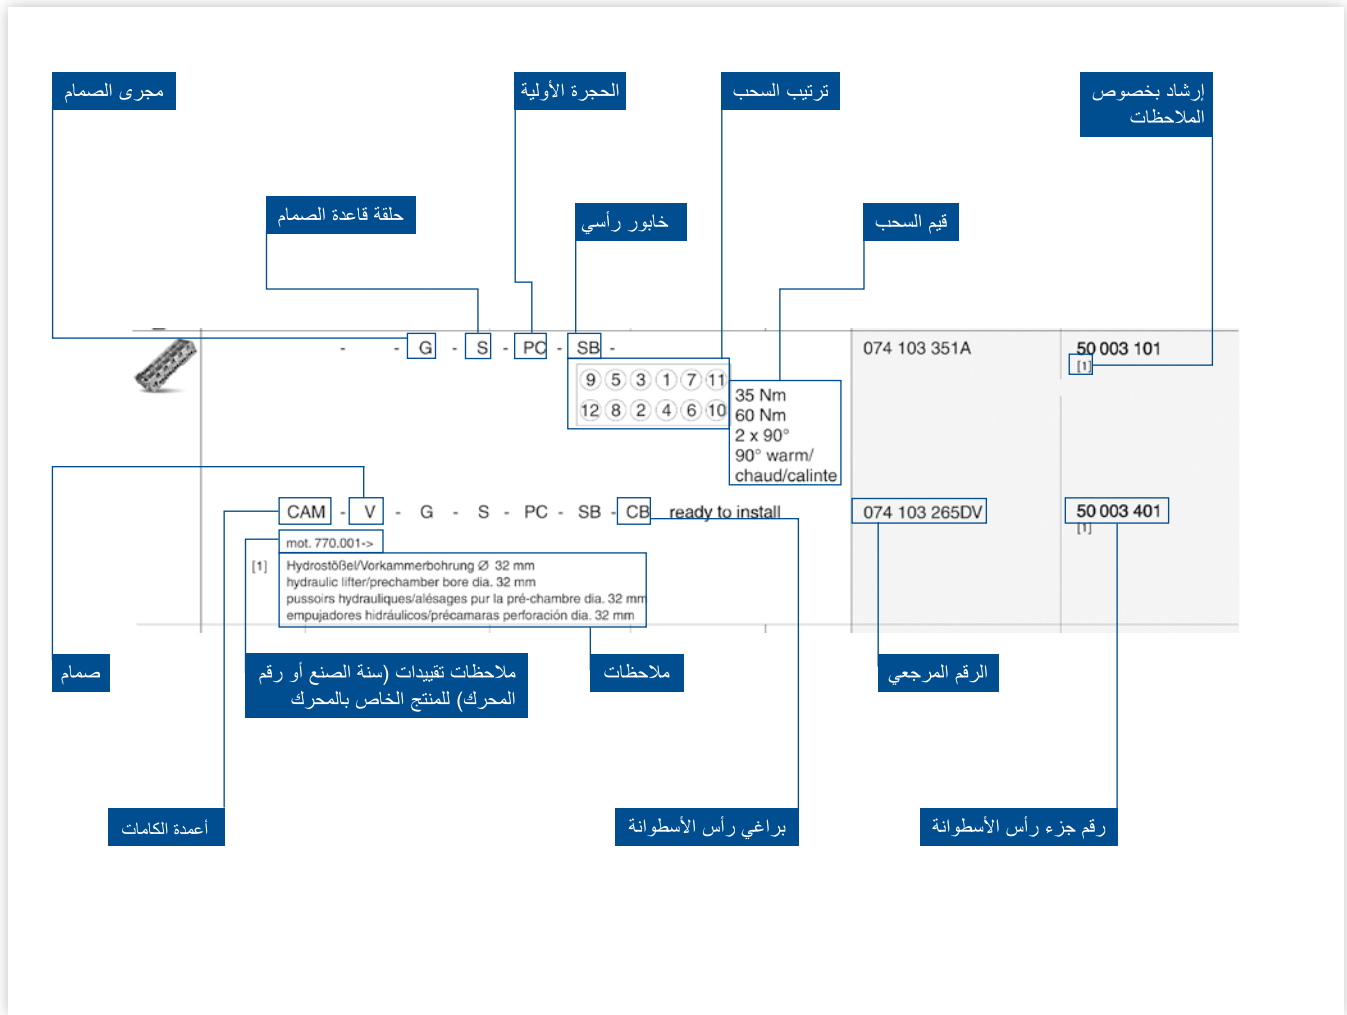 مجرى الصمام
الحجرة الأولية
ترتيب السحب
إرشاد بخصوص
الملاحظات
حلقة قاعدة الصمام
خابور رأسي
قيم السحب
- - G - S - PC - SB -
074 103 351A
50 003 101
[1]
9 5 3 1 7 11
12 8 2 4 6 10
35 Nm
60 Nm
2 x 90°
90° warm/
chaud/calinte
CAM - V - G - S - PC - SB - CB ready to install
074 103 265DV
50 003 401
[1]
mot. 770.001->
[1] Hydrostößel/Vorkammerbohrung Ø 32 mm
hydraulic lifter/prechamber bore dia. 32 mm
pussoirs hydrauliques/alésages pur la pré-chambre dia. 32 mm
empujadores hidráulicos/précamaras perforación dia. 32 mm
صمام
ملاحظات تقييدات (سنة الصنع أو رقم
المحرك) للمنتج الخاص بالمحرك
ملاحظات
الرقم المرجعي
أعمدة الكامات
براغي رأس الأسطوانة
رقم جزء رأس الأسطوانة